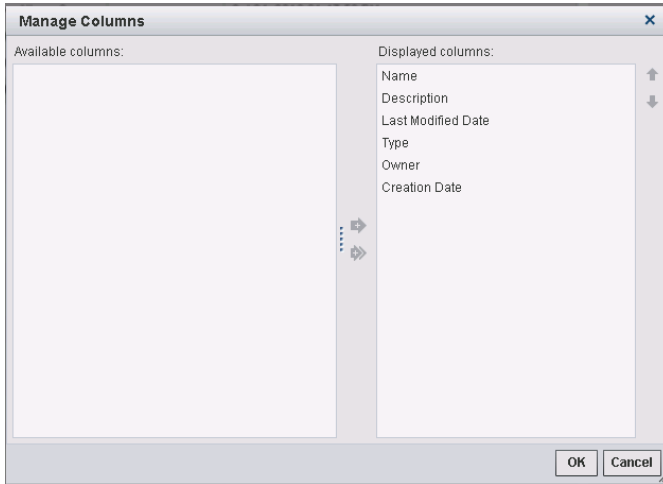 Manage Columns
Available columns:
Displayed columns:
Name
Description
Last Modified Date
Type
Owner
Creation Date
OK
Cancel